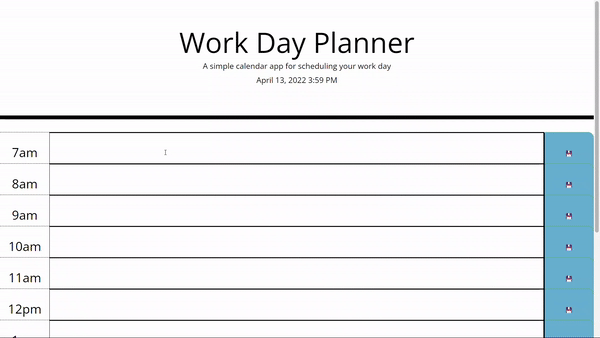 Work Day Planner
A simple calendar app for scheduling your work day
April 13, 2022 3:59 PM
7am
8am
9am
10am
11am
12pm